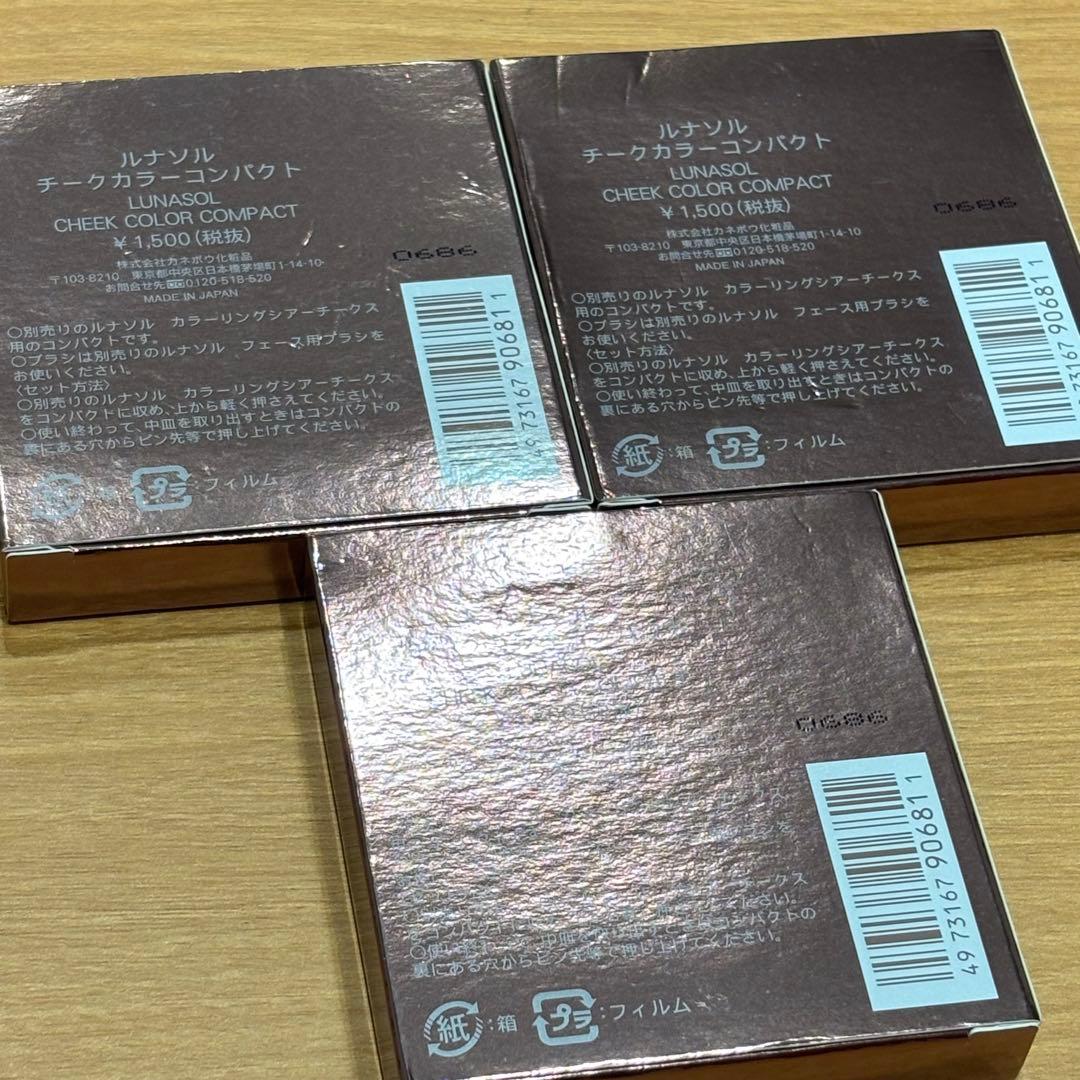 ルナソル
チークカラーコンパクト
LUNASOL
CHEEK COLOR COMPACT
¥1,500(税抜)
株式会社カネボウ化粧品
〒103-8210 東京都中央区日本橋茅場町1-14-10
お問合せ先 0120-518-520
MADE IN JAPAN
0686
○別売りのルナソル カラーリングシアーチークス
用のコンパクトです。
○ブラシは別売りのルナソル フェース用ブラシを
お使いください。
〈セット方法〉
○別売りのルナソル カラーリングシアーチークス
をコンパクトに収め、上から軽く押さえてください。
○使い終わって、中皿を取り出すときはコンパクトの
裏にある穴からピン先等で押し上げてください。
プラ:フィルム
4973167906811
ルナソル
チークカラーコンパクト
LUNASOL
CHEEK COLOR COMPACT
¥1,500(税抜)
株式会社カネボウ化粧品
〒103-8210 東京都中央区日本橋茅場町1-14-10
お問合せ先 0120-518-520
MADE IN JAPAN
0686
○別売りのルナソル カラーリングシアーチークス
用のコンパクトです。
○ブラシは別売りのルナソル フェース用ブラシを
お使いください。
〈セット方法〉
○別売りのルナソル カラーリングシアーチークス
をコンパクトに収め、上から軽く押さえてください。
○使い終わって、中皿を取り出すときはコンパクトの
裏にある穴からピン先等で押し上げてください。
紙:箱 プラ:フィルム
4973167906811
0686
チークス
ください。
○使い終わって、中皿を取り出すときはコンパクトの
裏にある穴からピン先等で押し上げてください。
紙:箱 プラ:フィルム
4973167906811